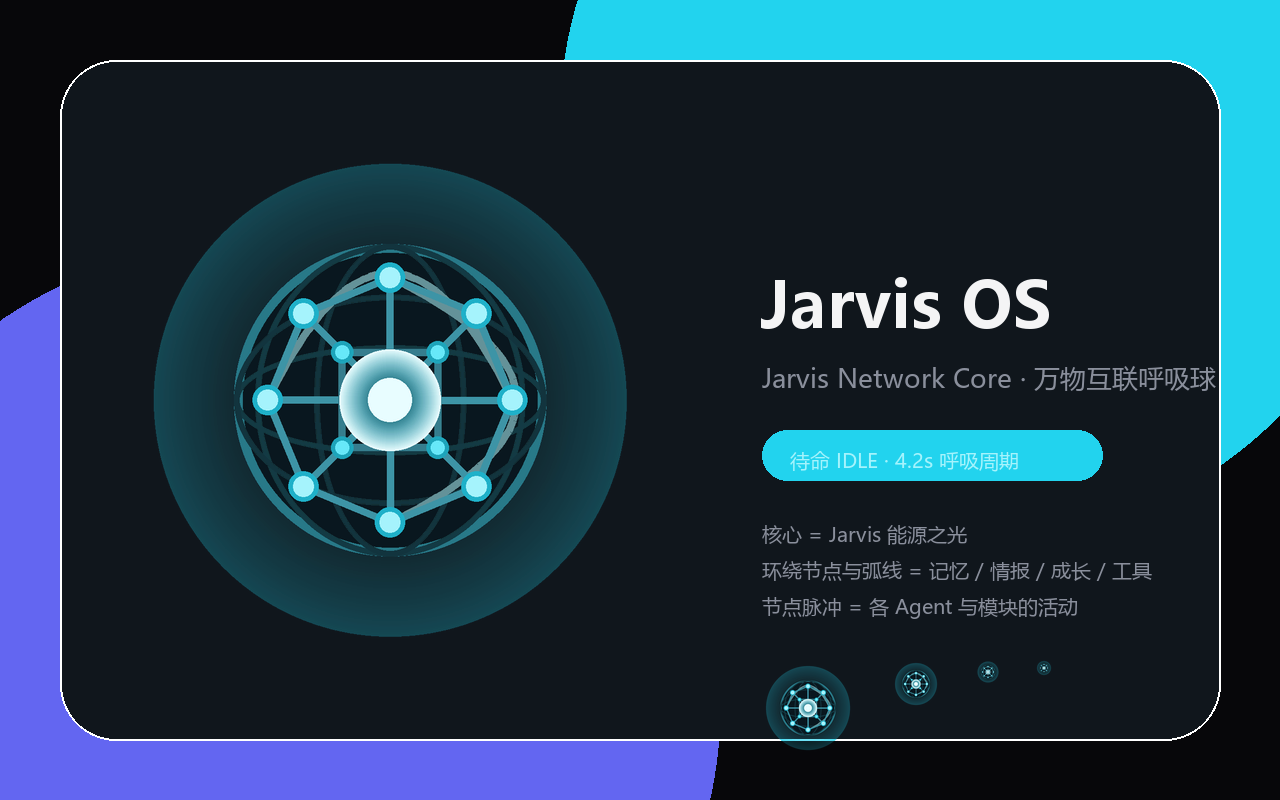 Jarvis OS
Jarvis Network Core · 万物互联呼吸球
待命 IDLE · 4.2s 呼吸周期
核心 = Jarvis 能源之光
环绕节点与弧线 = 记忆 / 情报 / 成长 / 工具
节点脉冲 = 各 Agent 与模块的活动